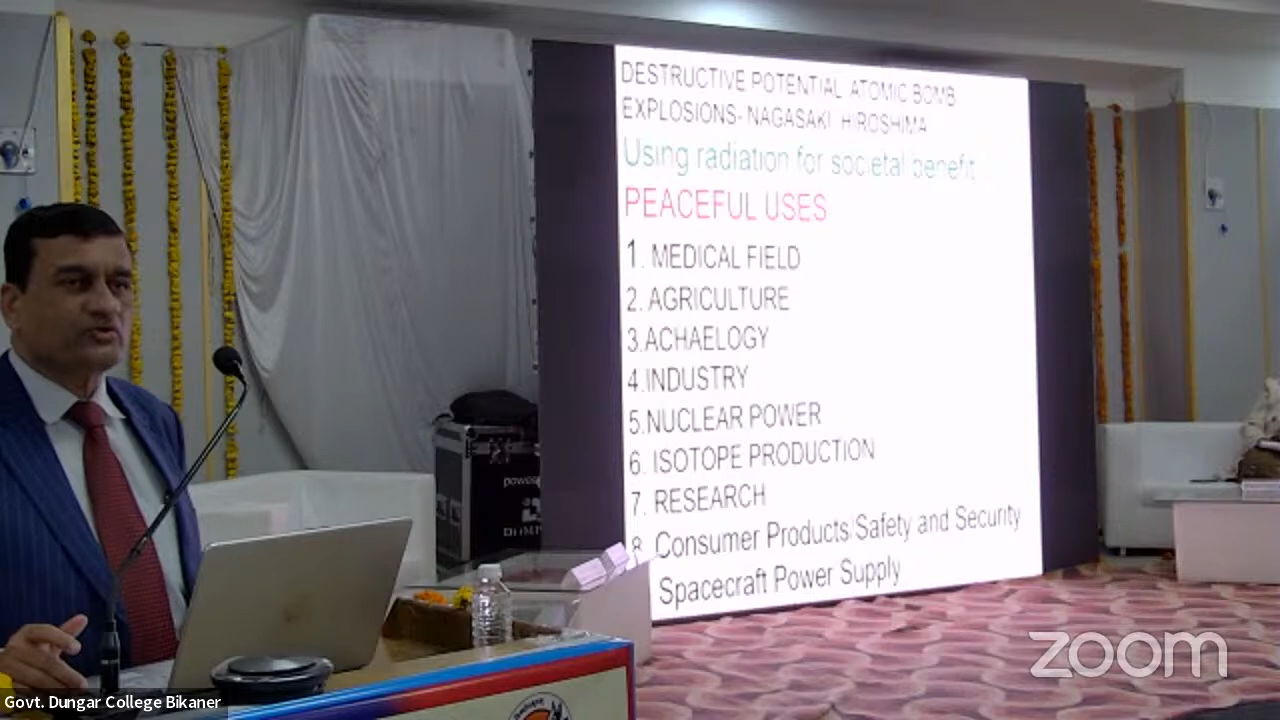 DESTRUCTIVE POTENTIAL ATOMIC BOMB
EXPLOSIONS- NAGASAKI HIROSHIMA
Using radiation for societal benefit
PEACEFUL USES
1. MEDICAL FIELD
2. AGRICULTURE
3.ACHAELOGY
4.INDUSTRY
5.NUCLEAR POWER
6. ISOTOPE PRODUCTION
7. RESEARCH
8. Consumer Products/Safety and Security
Spacecraft Power Supply
zoom
Govt. Dungar College Bikaner